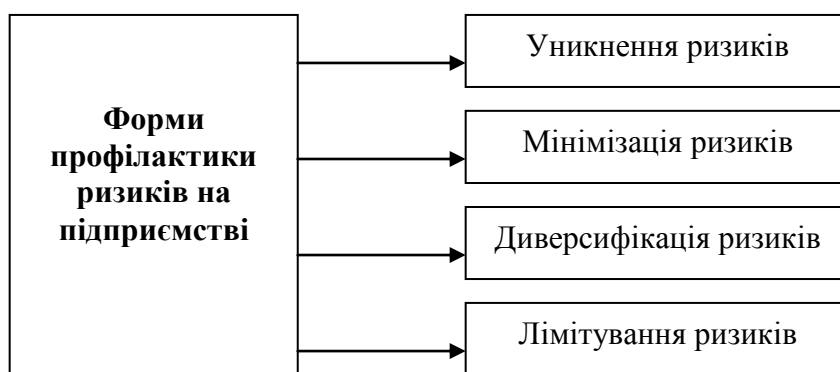 Форми
профілактики
ризиків на
підприємстві
Уникнення ризиків
Мінімізація ризиків
Диверсифікація ризиків
Лімітування ризиків